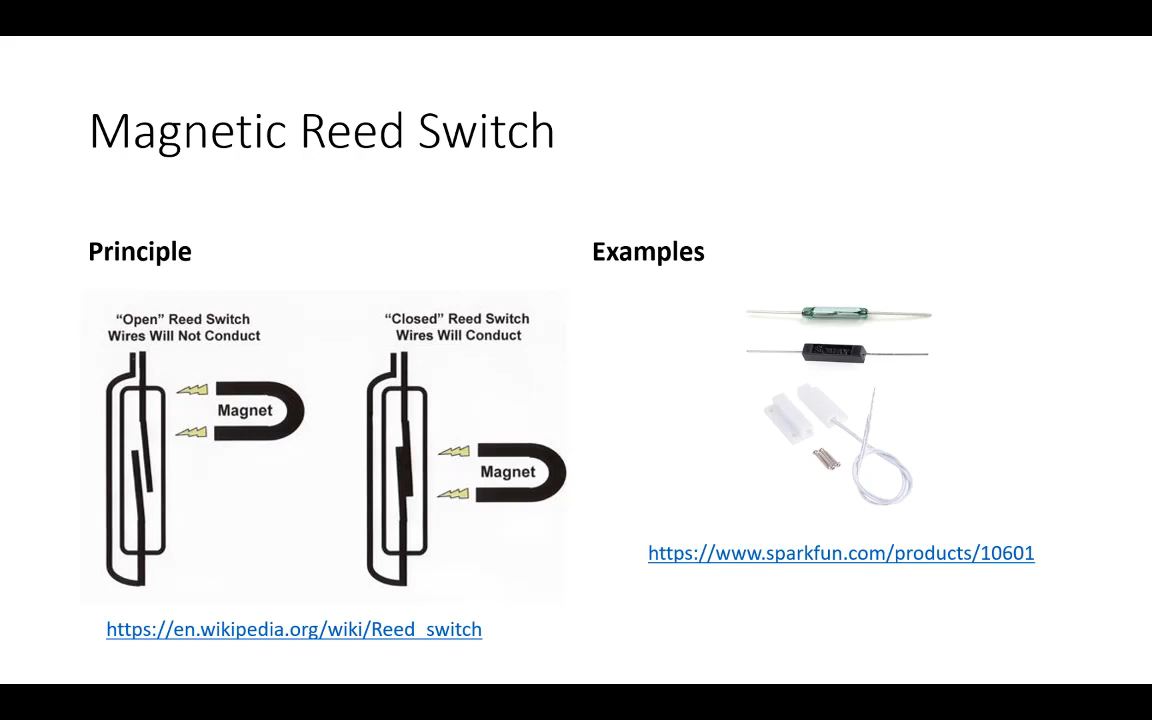 Magnetic Reed Switch
Principle
“Open” Reed Switch
Wires Will Not Conduct
Magnet
“Closed” Reed Switch
Wires Will Conduct
Magnet
https://en.wikipedia.org/wiki/Reed_switch
Examples
https://www.sparkfun.com/products/10601